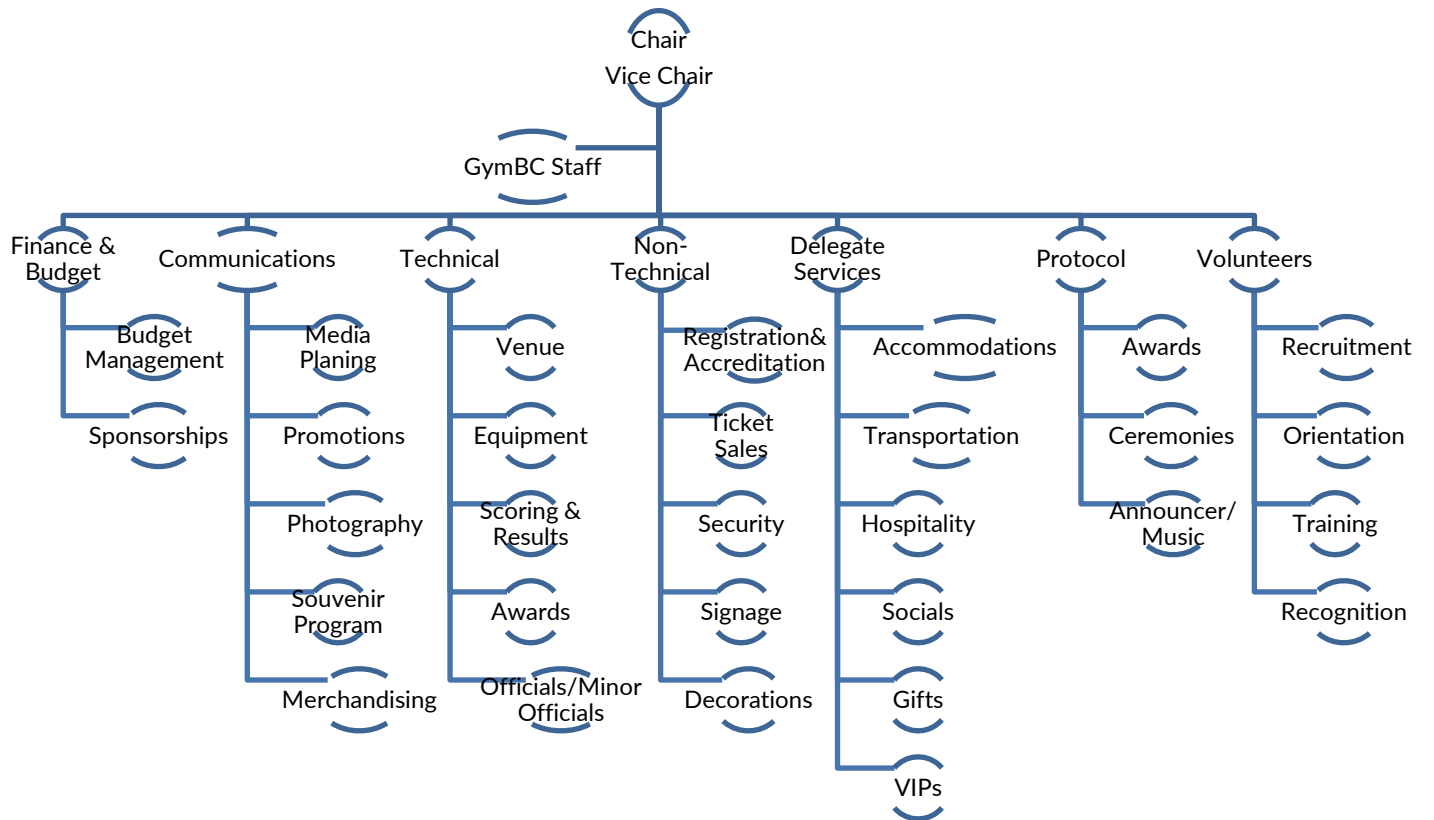 Chair
Vice Chair
GymBC Staff
Finance &
Budget
Budget
Management
Sponsorships
Communications
Media
Planing
Promotions
Photography
Souvenir
Program
Merchandising
Technical
Venue
Equipment
Scoring &
Results
Awards
Officials/Minor
Officials
Non-
Technical
Registration&
Accreditation
Ticket
Sales
Security
Signage
Decorations
Delegate
Services
Accommodations
Transportation
Hospitality
Socials
Gifts
VIPs
Protocol
Awards
Ceremonies
Announcer/
Music
Volunteers
Recruitment
Orientation
Training
Recognition